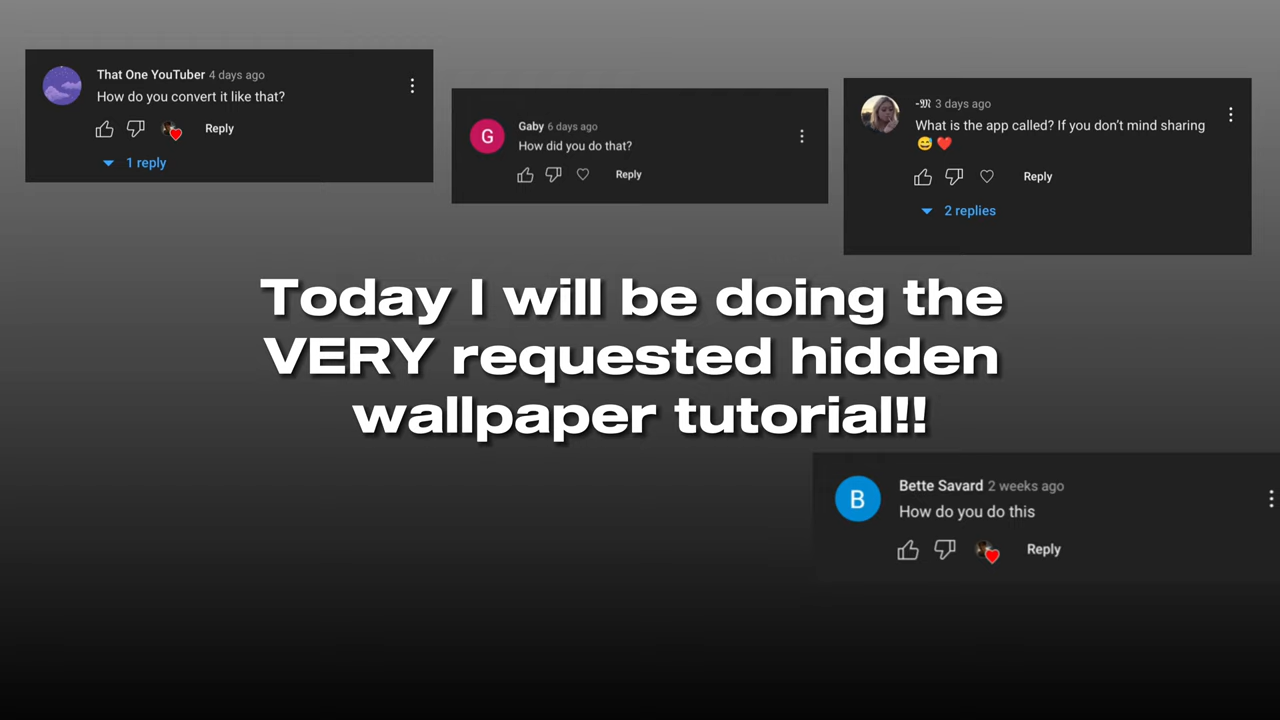 That One YouTuber 4 days ago
How do you convert it like that?
Reply
1 reply
G
Gaby 6 days ago
How did you do that?
Reply
-𝔐 3 days ago
What is the app called? If you don't mind sharing
😅 ❤️
Reply
2 replies
Today I will be doing the
VERY requested hidden
wallpaper tutorial!!
B
Bette Savard 2 weeks ago
How do you do this
Reply